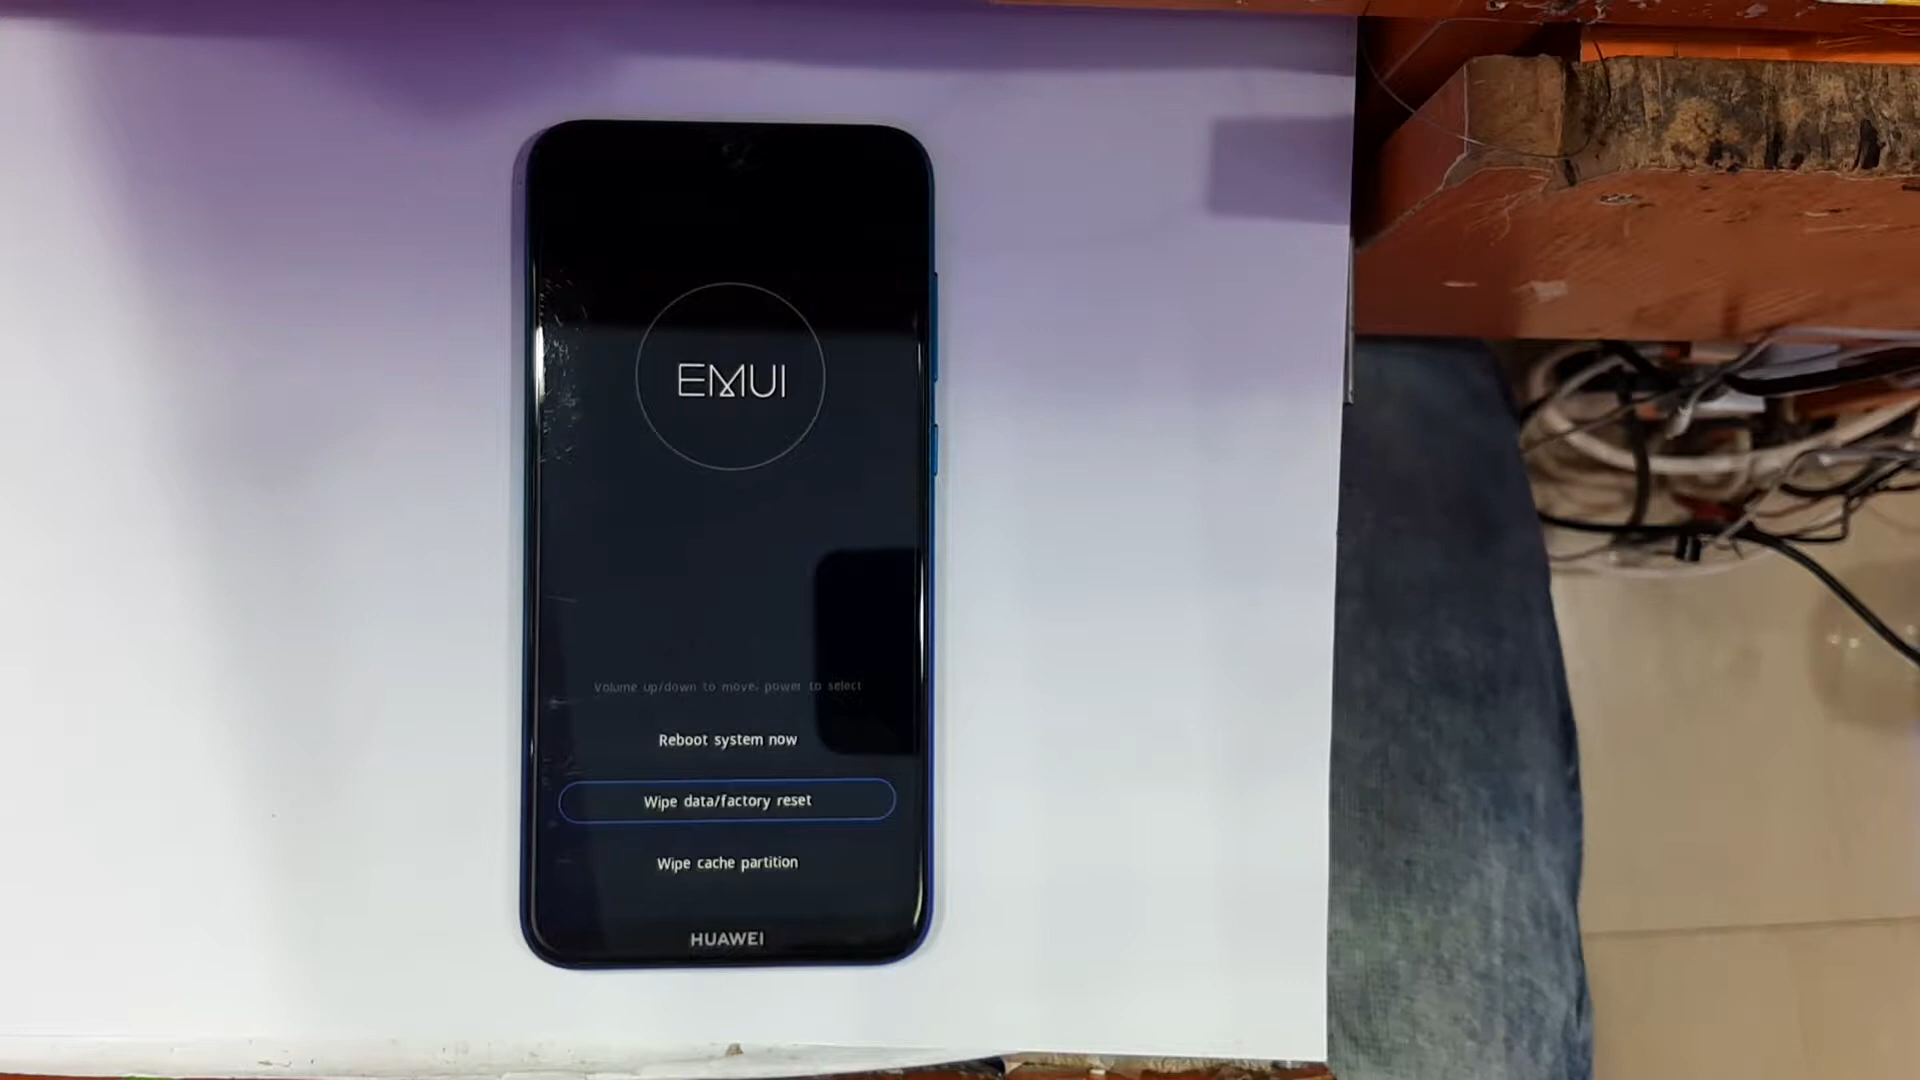 EMUI
Volume up/down to move, power to select
Reboot system now
Wipe data/factory reset
Wipe cache partition
HUAWEI